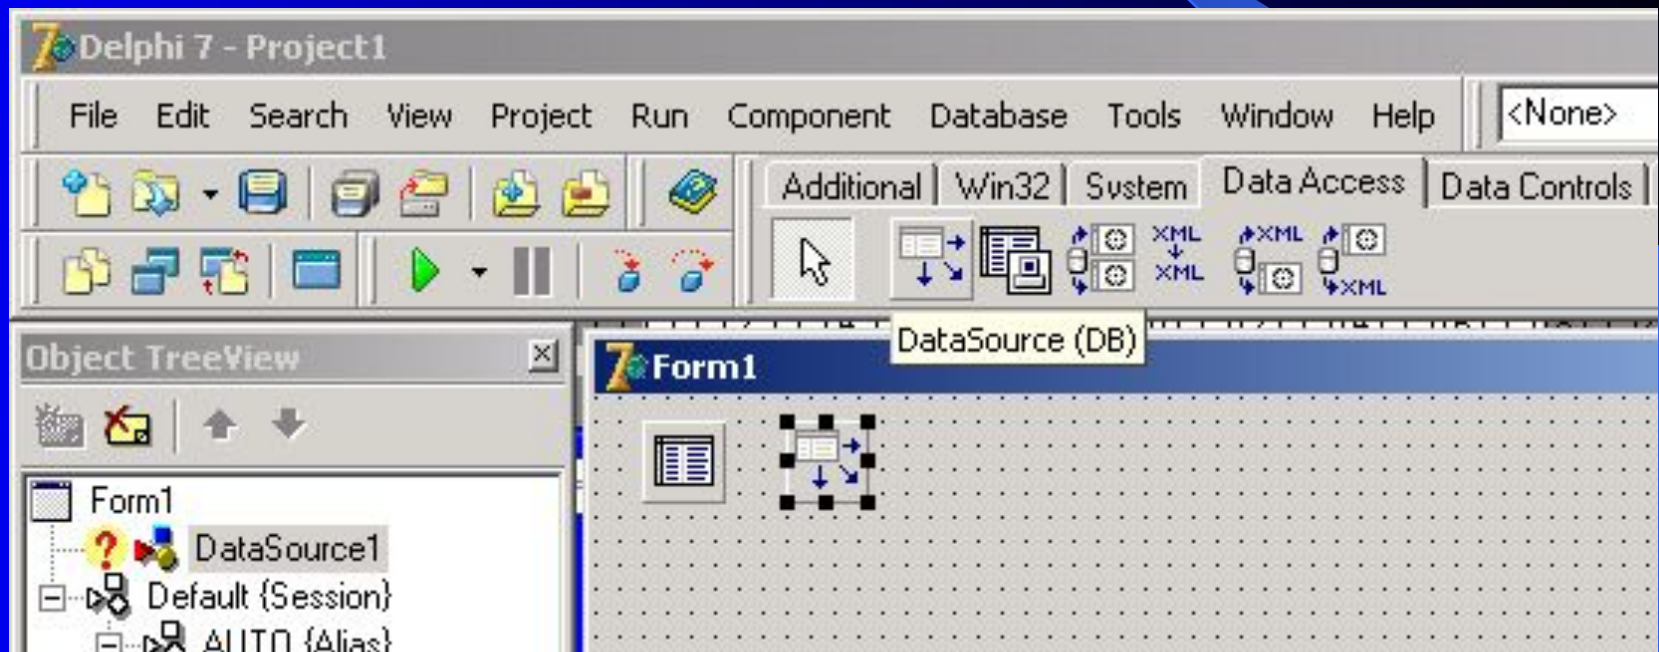 Delphi 7 - Project1
File Edit Search View Project Run Component Database Tools Window Help <None>
Additional Win32 System Data Access Data Controls
XML XML XML
XML XML
DataSource (DB)
Object TreeView
Form1
Form1
DataSource1
Default {Session}
AUTO {Alias}